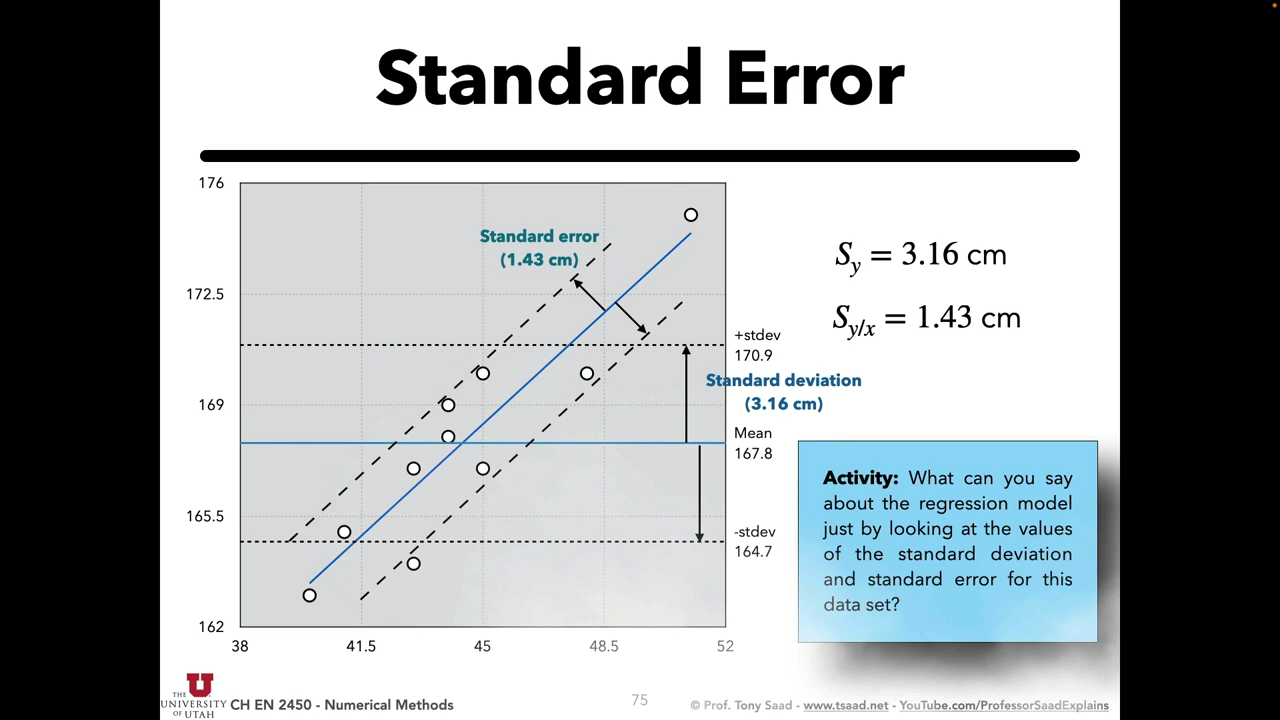 Standard Error
176
172.5
169
165.5
162
38
41.5
45
48.5
52
Standard error
(1.43 cm)
+stdev
170.9
Standard deviation
(3.16 cm)
Mean
167.8
-stdev
164.7
S_y = 3.16 cm
S_{y/x} = 1.43 cm
Activity: What can you say
about the regression model
just by looking at the values
of the standard deviation
and standard error for this
data set?
THE
UNIVERSITY
OF UTAH
CH EN 2450 - Numerical Methods
75
© Prof. Tony Saad - www.tsaad.net - YouTube.com/ProfessorSaadExplains